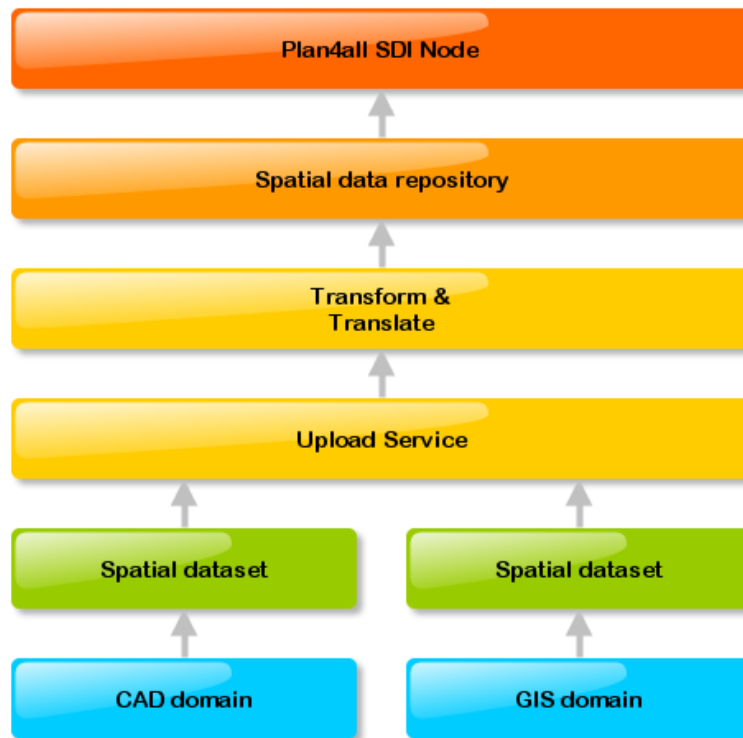 Plan4all SDI Node
Spatial data repository
Transform &
Translate
Upload Service
Spatial dataset
Spatial dataset
CAD domain
GIS domain